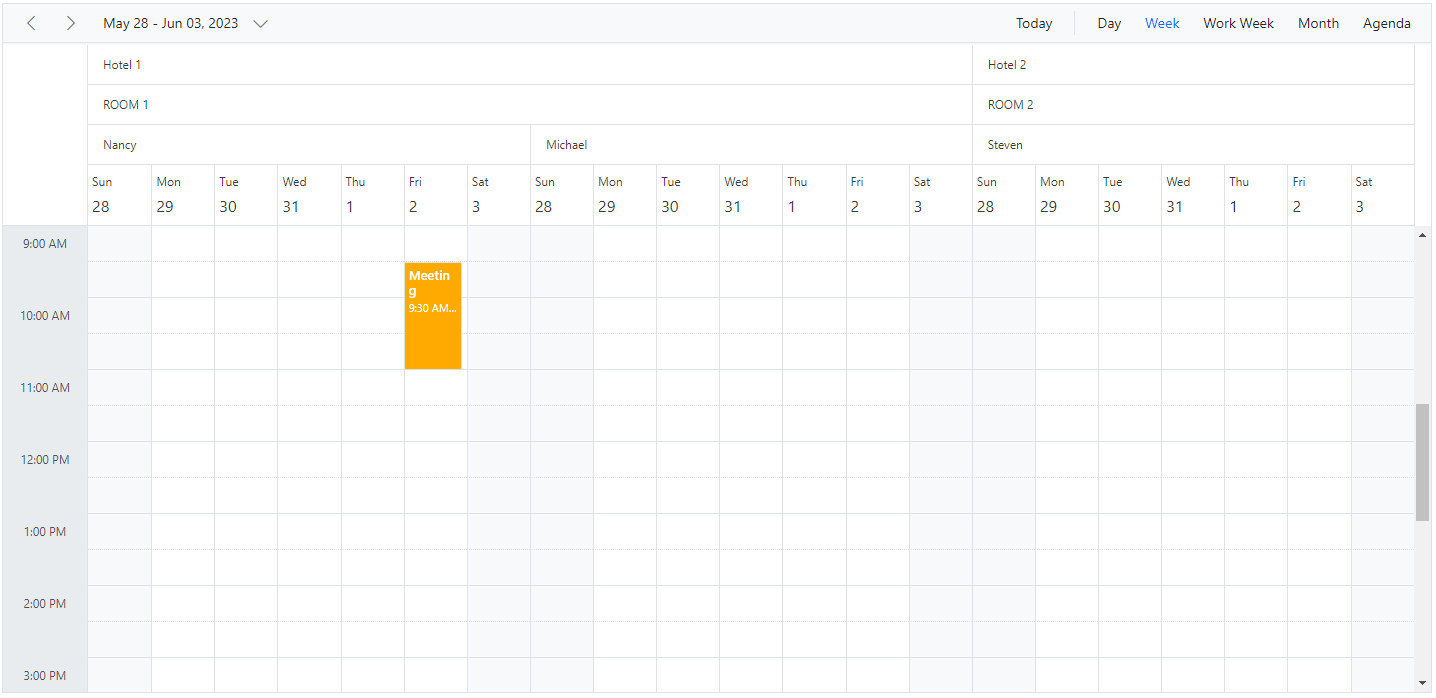 May 28 - Jun 03, 2023 Today Day Week Work Week Month Agenda
Hotel 1 Hotel 2
ROOM 1 ROOM 2
Nancy Michael Steven
Sun Mon Tue Wed Thu Fri Sat Sun Mon Tue Wed Thu Fri Sat Sun Mon Tue Wed Thu Fri Sat
28 29 30 31 1 2 3 28 29 30 31 1 2 3 28 29 30 31 1 2 3
9:00 AM
Meetin
g
9:30 AM...
10:00 AM
11:00 AM
12:00 PM
1:00 PM
2:00 PM
3:00 PM